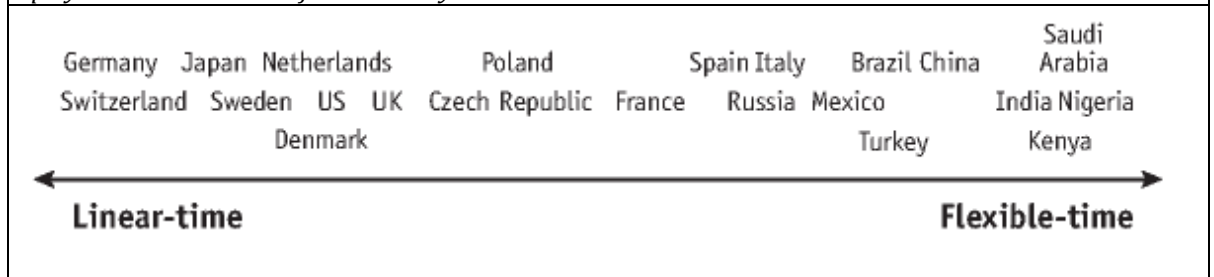 Saudi
Germany Japan Netherlands Poland Spain Italy Brazil China Arabia
Switzerland Sweden US UK Czech Republic France Russia Mexico India Nigeria
Denmark Turkey Kenya
Linear-time Flexible-time